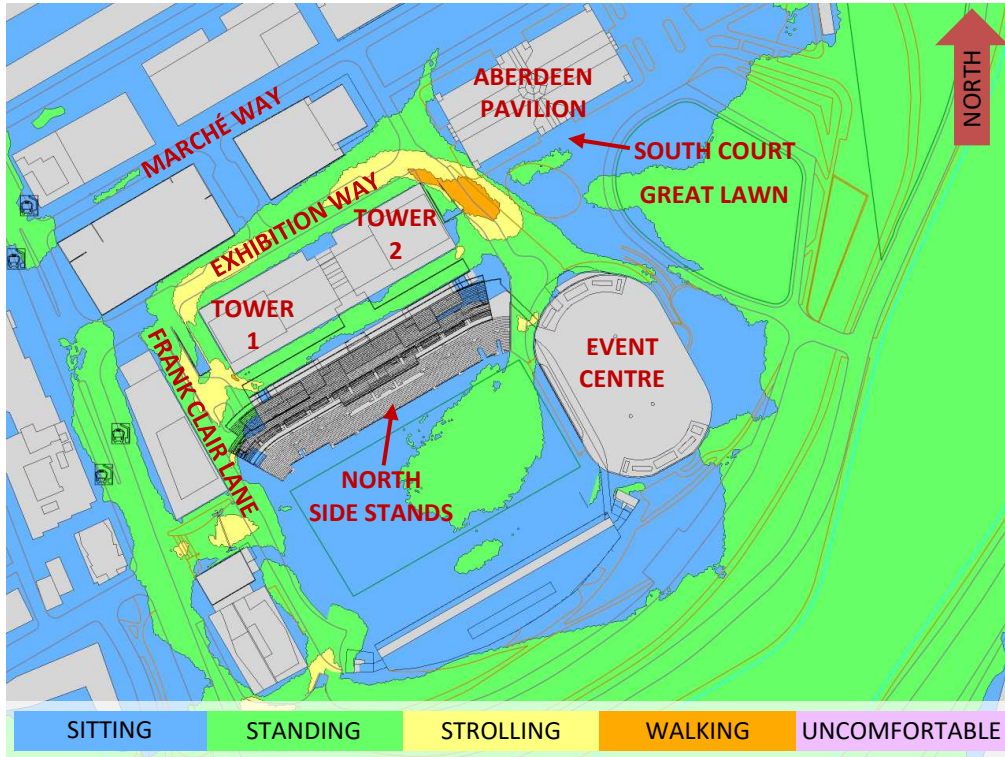 NORTH
ABERDEEN
PAVILION
MARCHÉ WAY
SOUTH COURT
GREAT LAWN
EXHIBITION WAY
TOWER
2
TOWER
1
EVENT
CENTRE
FRANK CLAIR LANE
NORTH
SIDE STANDS
SITTING
STANDING
STROLLING
WALKING
UNCOMFORTABLE